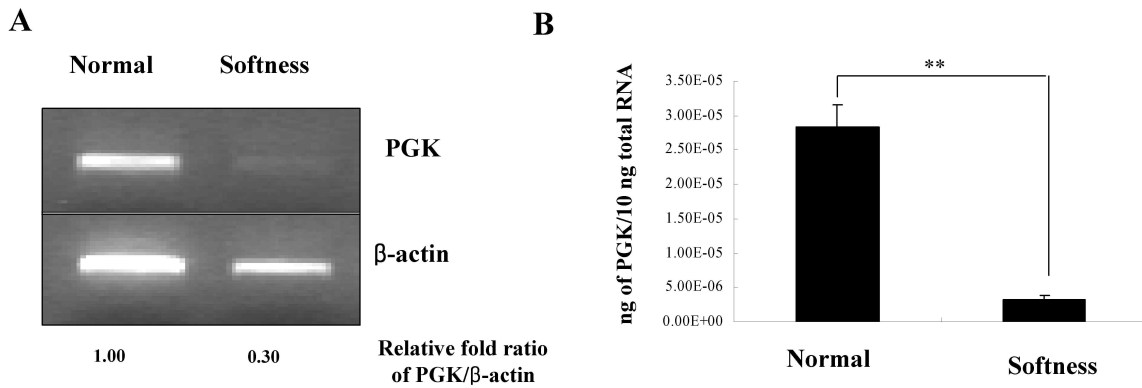 A
Normal
Softness
PGK
β-actin
1.00
0.30
Relative fold ratio
of PGK/β-actin
B
ng of PGK/10 ng total RNA
3.50E-05
3.00E-05
2.50E-05
2.00E-05
1.50E-05
1.00E-05
5.00E-06
0.00E+00
**
Normal
Softness